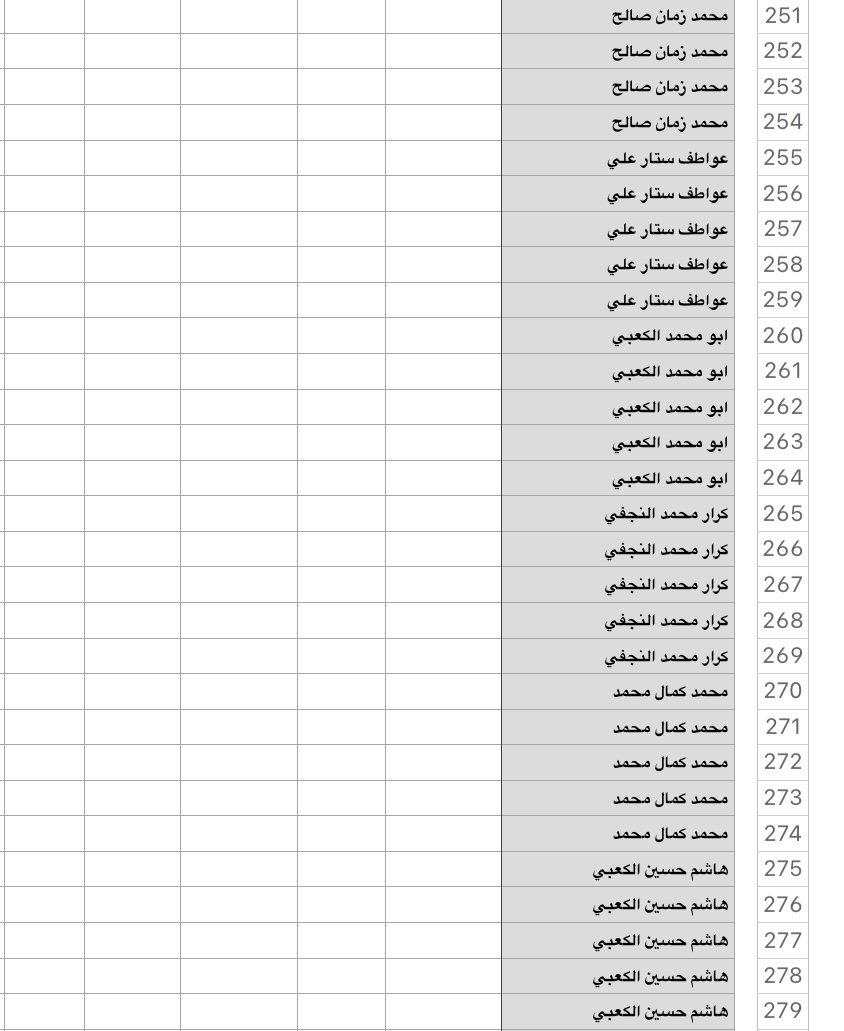 251 محمد زمان صالح
252 محمد زمان صالح
253 محمد زمان صالح
254 محمد زمان صالح
255 عواطف ستار علي
256 عواطف ستار علي
257 عواطف ستار علي
258 عواطف ستار علي
259 عواطف ستار علي
260 ابو محمد الكعبي
261 ابو محمد الكعبي
262 ابو محمد الكعبي
263 ابو محمد الكعبي
264 ابو محمد الكعبي
265 كرار محمد النجفي
266 كرار محمد النجفي
267 كرار محمد النجفي
268 كرار محمد النجفي
269 كرار محمد النجفي
270 محمد كمال محمد
271 محمد كمال محمد
272 محمد كمال محمد
273 محمد كمال محمد
274 محمد كمال محمد
275 هاشم حسين الكعبي
276 هاشم حسين الكعبي
277 هاشم حسين الكعبي
278 هاشم حسين الكعبي
279 هاشم حسين الكعبي